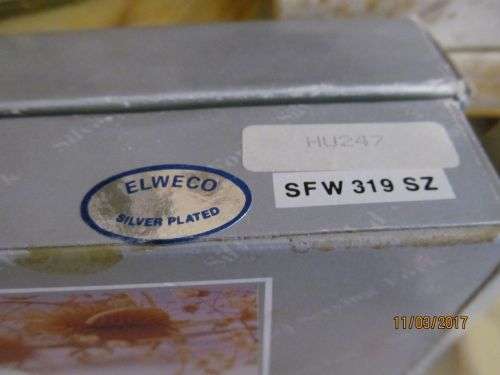 HU247
ELWECO
SILVER PLATED
SFW 319 SZ
11/03/2017